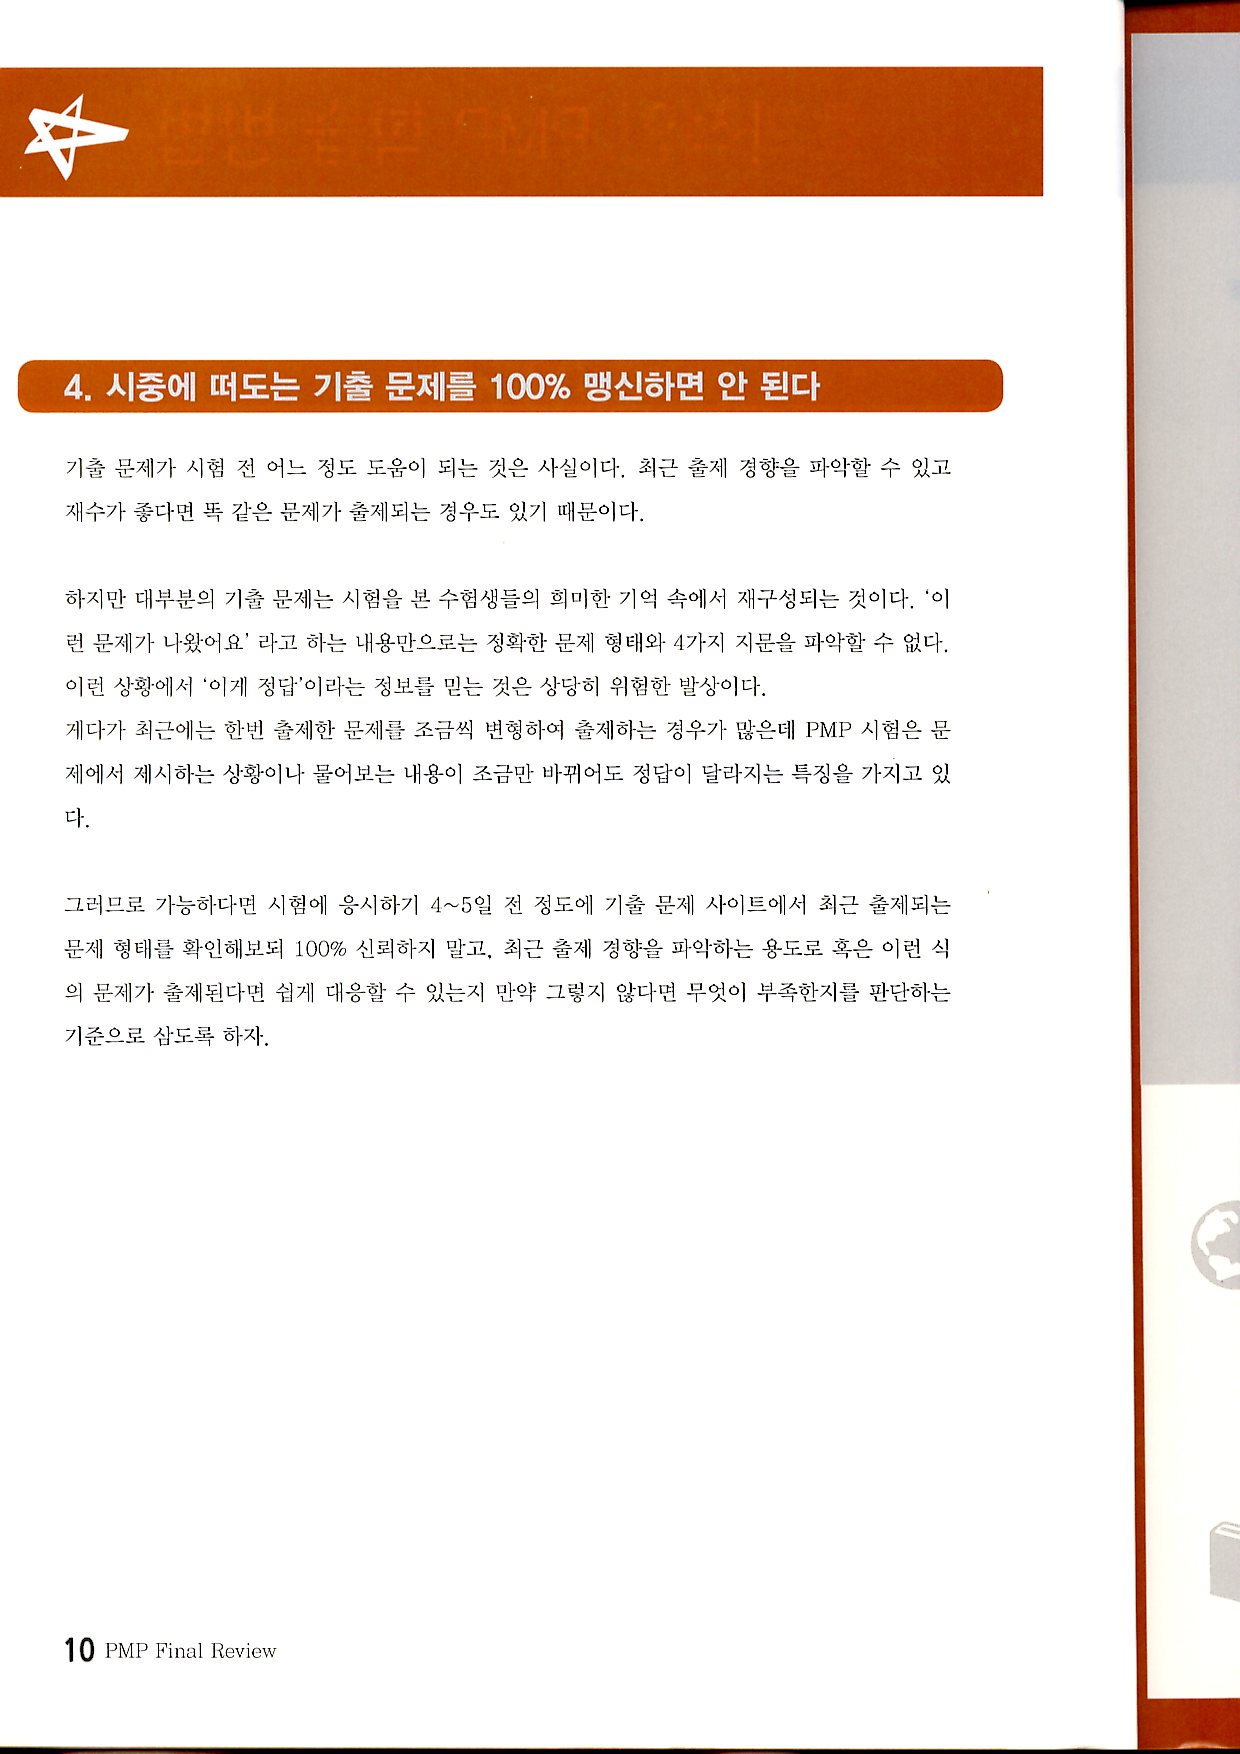 4. 시중에 떠도는 기출 문제를 100% 맹신하면 안 된다
기출 문제가 시험 전 어느 정도 도움이 되는 것은 사실이다. 최근 출제 경향을 파악할 수 있고
재수가 좋다면 똑 같은 문제가 출제되는 경우도 있기 때문이다.
하지만 대부분의 기출 문제는 시험을 본 수험생들의 희미한 기억 속에서 재구성되는 것이다. ‘이
런 문제가 나왔어요’ 라고 하는 내용만으로는 정확한 문제 형태와 4가지 지문을 파악할 수 없다.
이런 상황에서 ‘이게 정답’이라는 정보를 믿는 것은 상당히 위험한 발상이다.
게다가 최근에는 한번 출제한 문제를 조금씩 변형하여 출제하는 경우가 많은데 PMP 시험은 문
제에서 제시하는 상황이나 물어보는 내용이 조금만 바뀌어도 정답이 달라지는 특징을 가지고 있
다.
그러므로 가능하다면 시험에 응시하기 4~5일 전 정도에 기출 문제 사이트에서 최근 출제되는
문제 형태를 확인해보되 100% 신뢰하지 말고, 최근 출제 경향을 파악하는 용도로 혹은 이런 식
의 문제가 출제된다면 쉽게 대응할 수 있는지 만약 그렇지 않다면 무엇이 부족한지를 판단하는
기준으로 삼도록 하자.
10 PMP Final Review